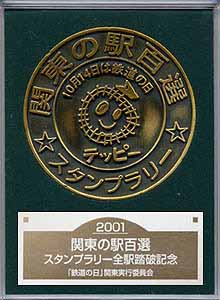 関東の駅百選
10月14日は鉄道の日
テッピー
☆スタンプラリー☆
2001
関東の駅百選
スタンプラリー全駅踏破記念
「鉄道の日」関東実行委員会